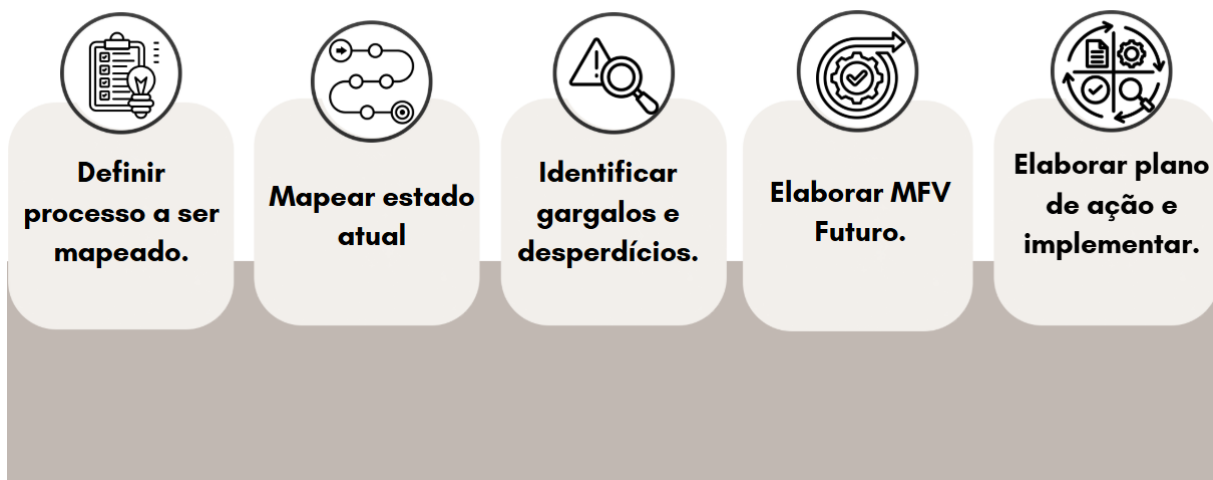 Definir
processo a ser
mapeado.
Mapear estado
atual
Identificar
gargalos e
desperdícios.
Elaborar MFV
Futuro.
Elaborar plano
de ação e
implementar.